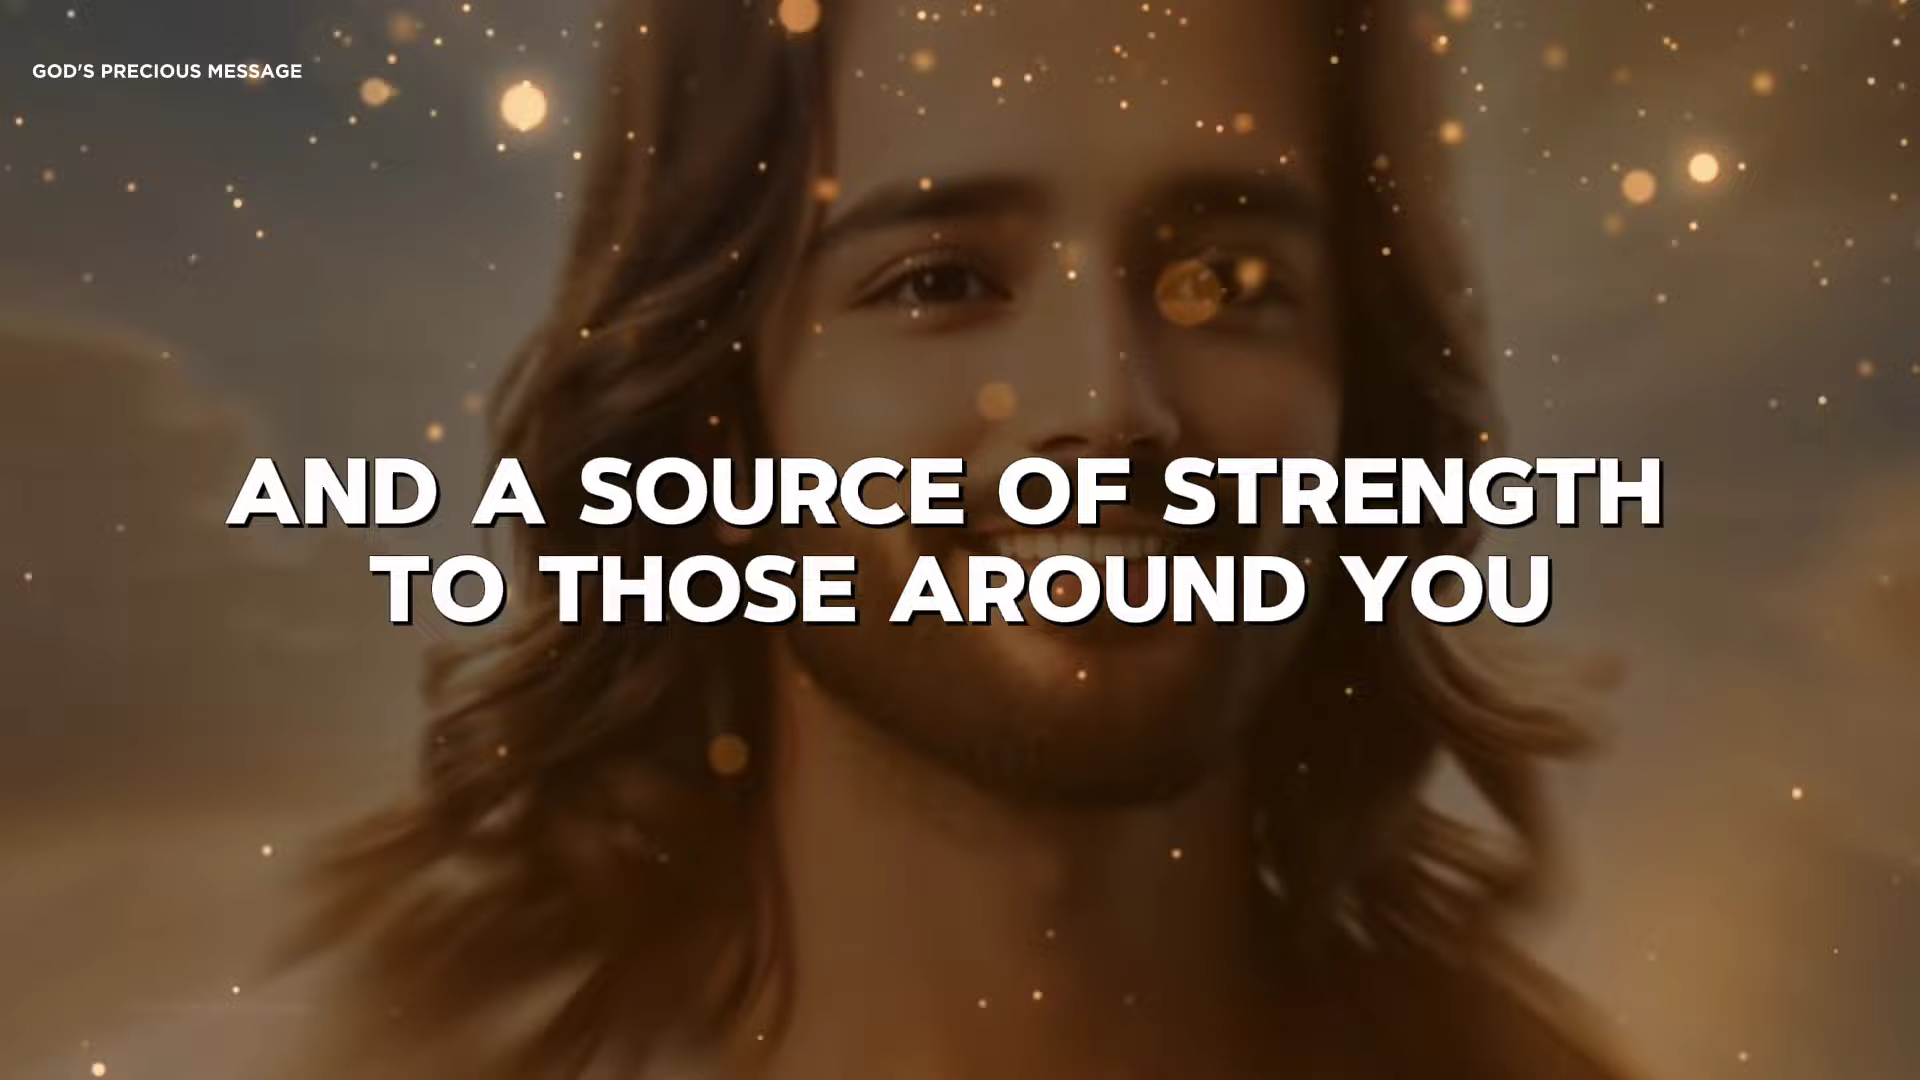 GOD'S PRECIOUS MESSAGE
AND A SOURCE OF STRENGTH
TO THOSE AROUND YOU